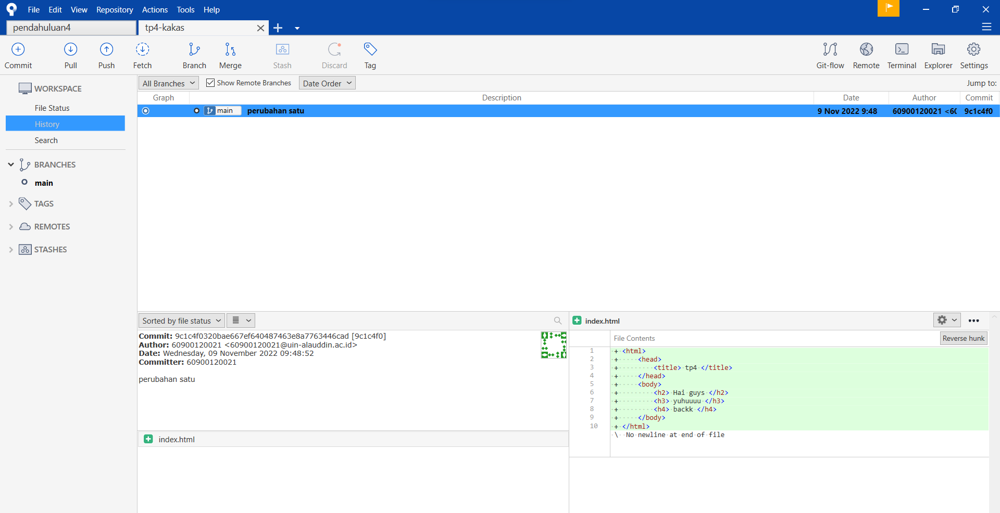 File Edit View Repository Actions Tools Help
pendahuluan4 tp4-kakas
Commit Pull Push Fetch Branch Merge Stash Discard Tag Git-flow Remote Terminal Explorer Settings
WORKSPACE
File Status
History
Search
BRANCHES
main
TAGS
REMOTES
STASHES
All Branches Show Remote Branches Date Order Jump to:
Graph Description Date Author Commit
main perubahan satu 9 Nov 2022 9:48 60900120021 <60 9c1c4f0
Sorted by file status
Commit: 9c1c4f0320bae667ef640487463e8a7763446cad [9c1c4f0]
Author: 60900120021 <60900120021@uin-alauddin.ac.id>
Date: Wednesday, 09 November 2022 09:48:52
Committer: 60900120021
perubahan satu
index.html
index.html
File Contents Reverse hunk
1 + <html>
2 + <head>
3 + <title> tp4 </title>
4 + </head>
5 + <body>
6 + <h2> Hai guys </h2>
7 + <h3> yuhuuuu </h3>
8 + <h4> backk </h4>
9 + </body>
10 + </html>
\ No newline at end of file